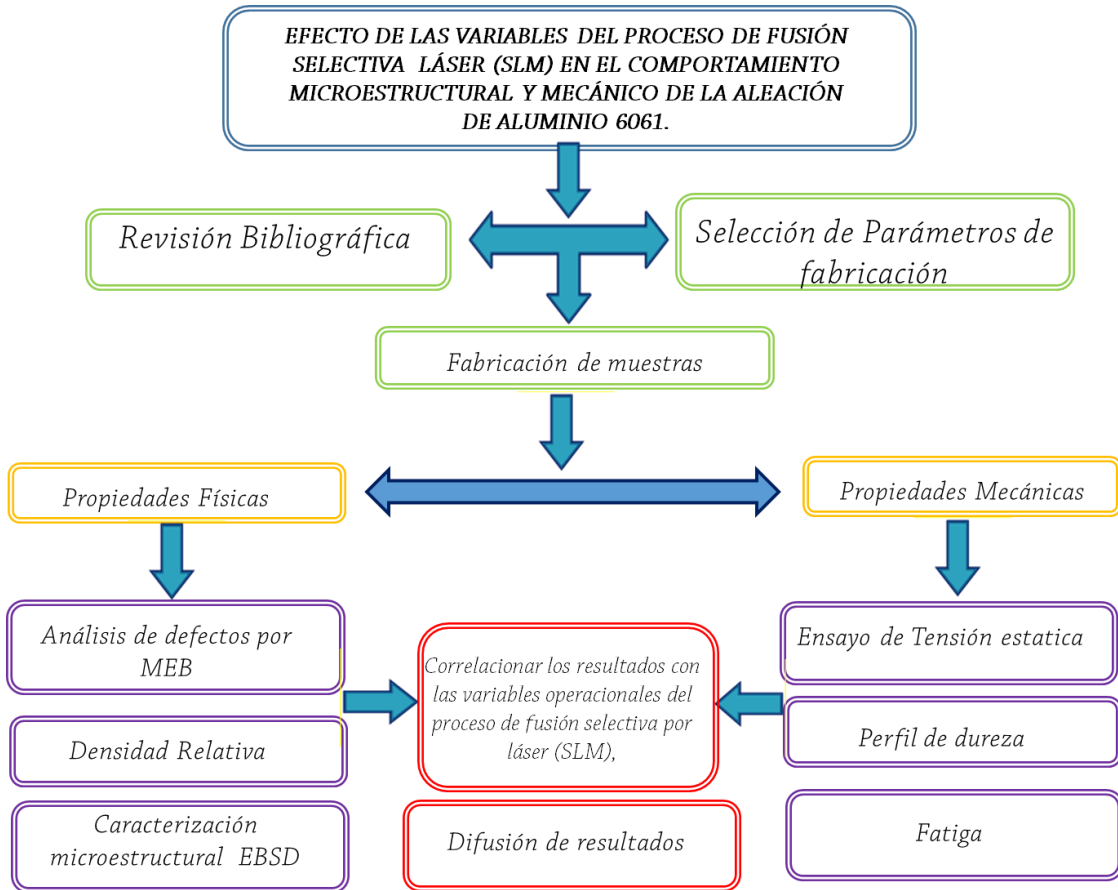 EFECTO DE LAS VARIABLES DEL PROCESO DE FUSIÓN
SELECTIVA LÁSER (SLM) EN EL COMPORTAMIENTO
MICROESTRUCTURAL Y MECÁNICO DE LA ALEACIÓN
DE ALUMINIO 6061.
Revisión Bibliográfica
Selección de Parámetros de
fabricación
Fabricación de muestras
Propiedades Físicas
Propiedades Mecánicas
Análisis de defectos por
MEB
Densidad Relativa
Caracterización
microestructural EBSD
Correlacionar los resultados con
las variables operacionales del
proceso de fusión selectiva por
láser (SLM),
Difusión de resultados
Ensayo de Tensión estatica
Perfil de dureza
Fatiga